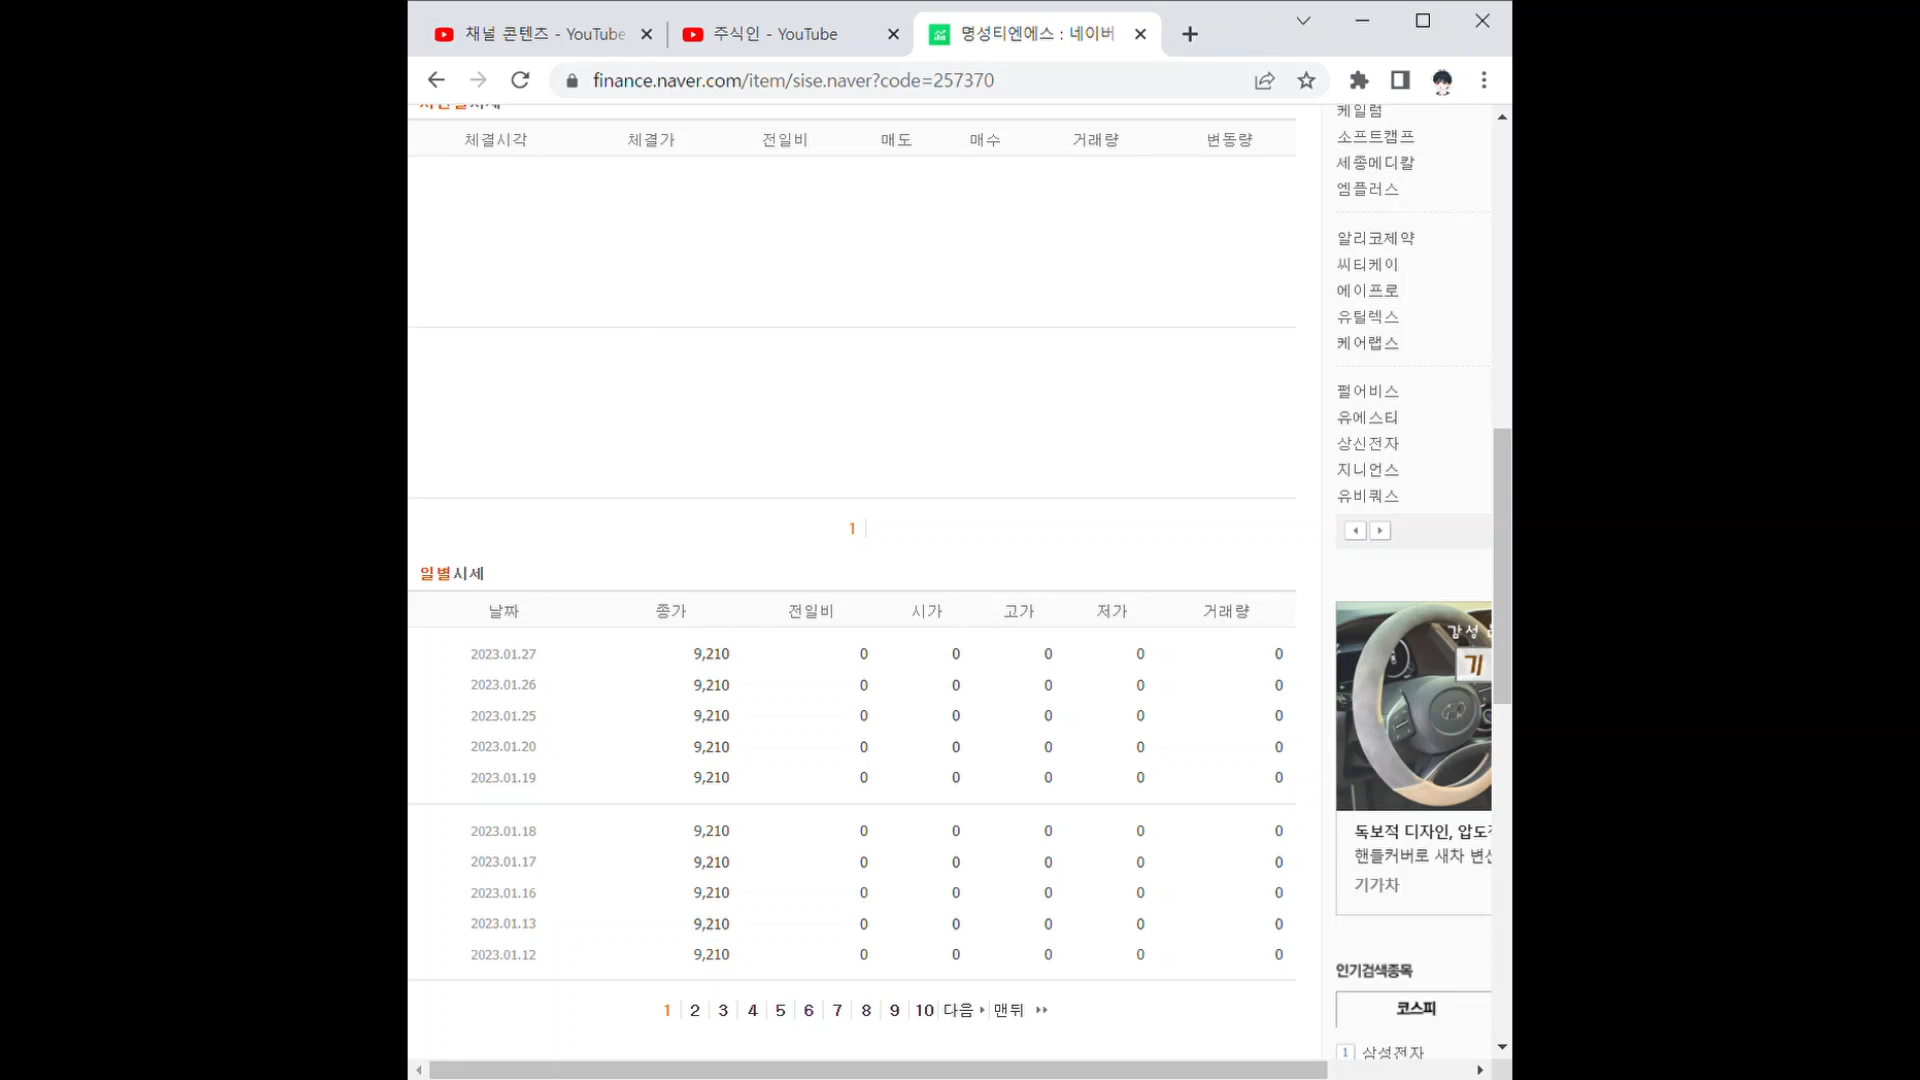 채널 콘텐츠 - YouTube
주식인 - YouTube
명성티엔에스 : 네이버
finance.naver.com/item/sise.naver?code=257370
케일럼
체결시각 체결가 전일비 매도 매수 거래량 변동량
소프트캠프
세종메디칼
엠플러스
알리코제약
씨티케이
에이프로
유틸렉스
케어랩스
펄어비스
유에스티
상신전자
지니언스
유비쿼스
1
일별시세
날짜 종가 전일비 시가 고가 저가 거래량
2023.01.27 9,210 0 0 0 0 0
2023.01.26 9,210 0 0 0 0 0
2023.01.25 9,210 0 0 0 0 0
2023.01.20 9,210 0 0 0 0 0
2023.01.19 9,210 0 0 0 0 0
2023.01.18 9,210 0 0 0 0 0
2023.01.17 9,210 0 0 0 0 0
2023.01.16 9,210 0 0 0 0 0
2023.01.13 9,210 0 0 0 0 0
2023.01.12 9,210 0 0 0 0 0
1 2 3 4 5 6 7 8 9 10 다음 맨뒤
감성
기
독보적 디자인, 압도
핸들커버로 새차 변신
기가차
인기검색종목
코스피
1 삼성전자